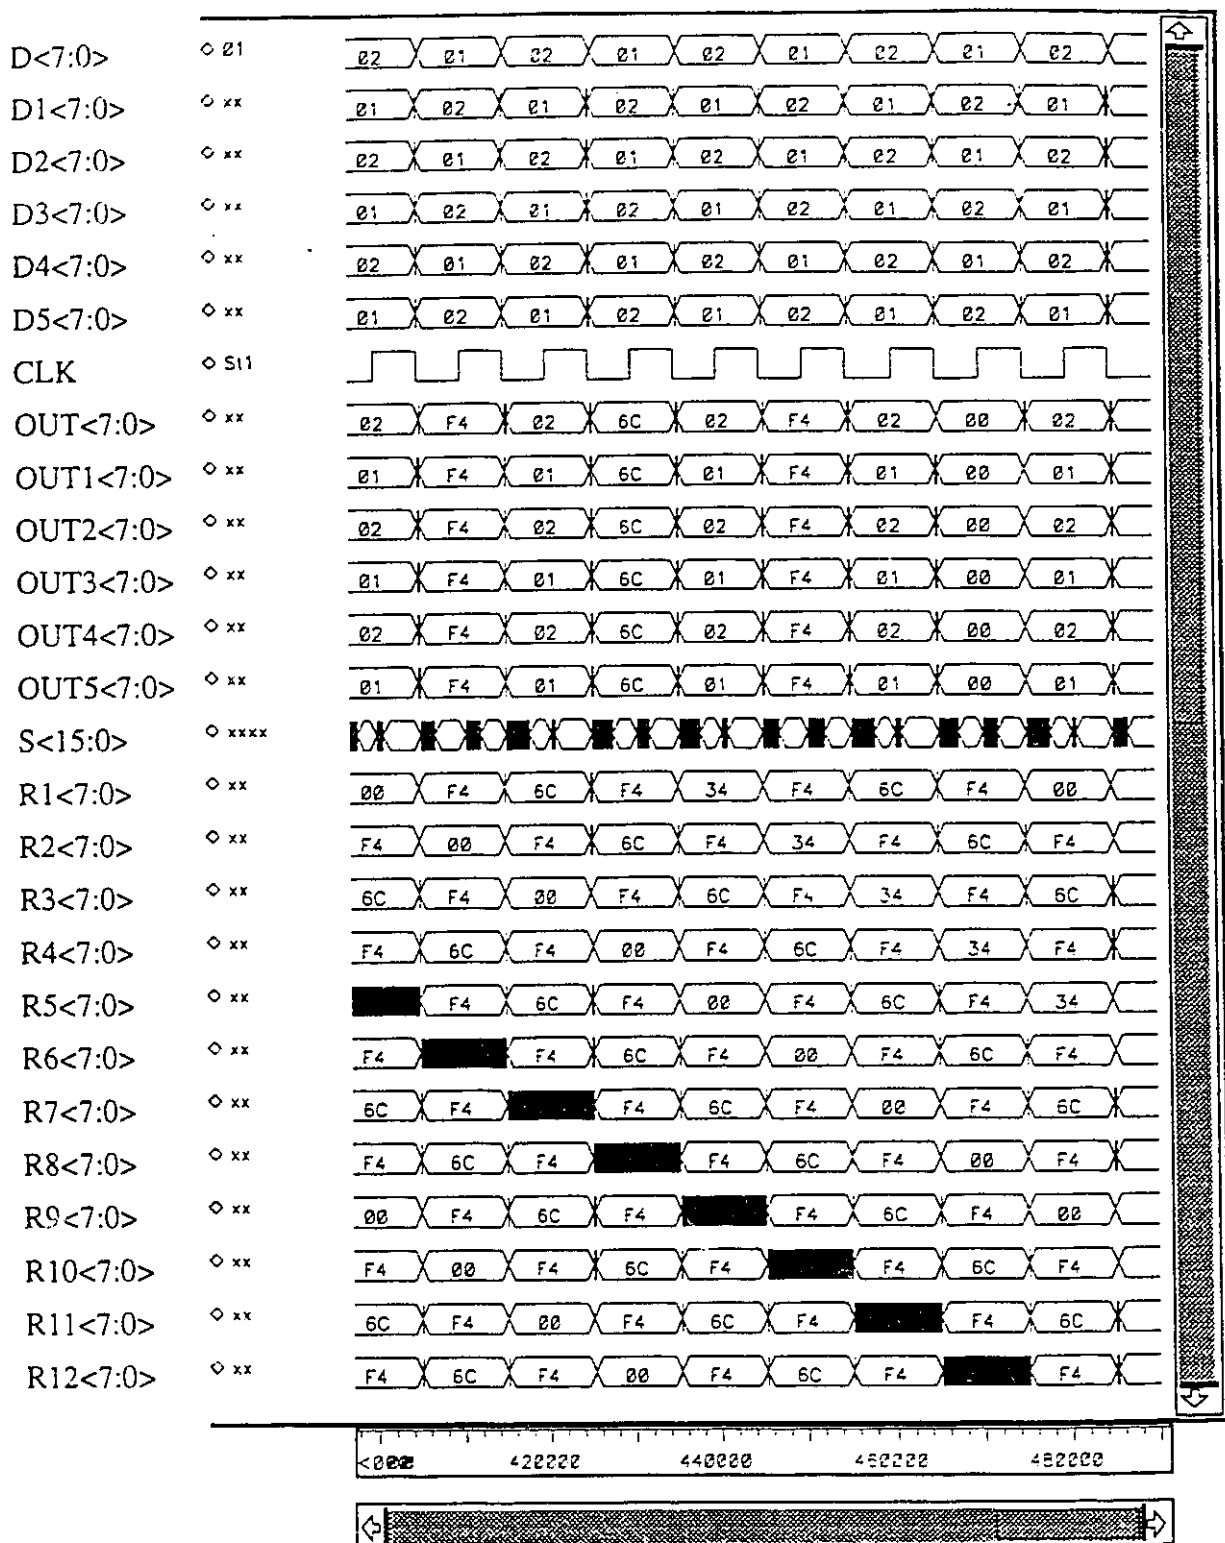 D<7:0> 01 02 01 02 01 02 01 02 01 02
D1<7:0> xx 01 02 01 02 01 02 01 02 01
D2<7:0> xx 02 01 02 01 02 01 02 01 02
D3<7:0> xx 01 02 01 02 01 02 01 02 01
D4<7:0> xx 02 01 02 01 02 01 02 01 02
D5<7:0> xx 01 02 01 02 01 02 01 02 01
CLK St1
OUT<7:0> xx 02 F4 02 6C 02 F4 02 00 02
OUT1<7:0> xx 01 F4 01 6C 01 F4 01 00 01
OUT2<7:0> xx 02 F4 02 6C 02 F4 02 00 02
OUT3<7:0> xx 01 F4 01 6C 01 F4 01 00 01
OUT4<7:0> xx 02 F4 02 6C 02 F4 02 00 02
OUT5<7:0> xx 01 F4 01 6C 01 F4 01 00 01
S<15:0> xxxx
R1<7:0> xx 00 F4 6C F4 34 F4 6C F4 00
R2<7:0> xx F4 00 F4 6C F4 34 F4 6C F4
R3<7:0> xx 6C F4 00 F4 6C F4 34 F4 6C
R4<7:0> xx F4 6C F4 00 F4 6C F4 34 F4
R5<7:0> xx F4 6C F4 00 F4 6C F4 34
R6<7:0> xx F4 F4 6C F4 00 F4 6C F4
R7<7:0> xx 6C F4 F4 6C F4 00 F4 6C
R8<7:0> xx F4 6C F4 F4 6C F4 00 F4
R9<7:0> xx 00 F4 6C F4 F4 6C F4 00
R10<7:0> xx F4 00 F4 6C F4 F4 6C F4
R11<7:0> xx 6C F4 00 F4 6C F4 F4 6C
R12<7:0> xx F4 6C F4 00 F4 6C F4 F4
420000 440000 460000 480000